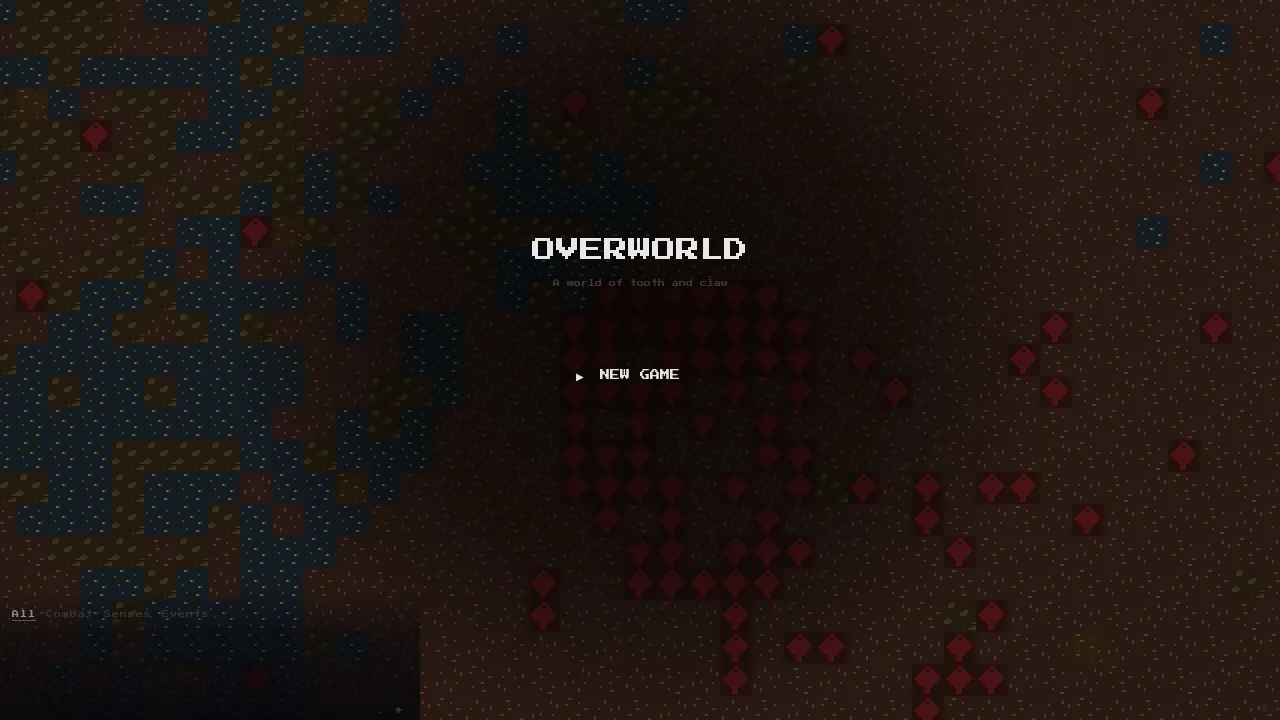 OVERWORLD
A world of tooth and claw
▶ NEW GAME
All Combat Senses Events
+